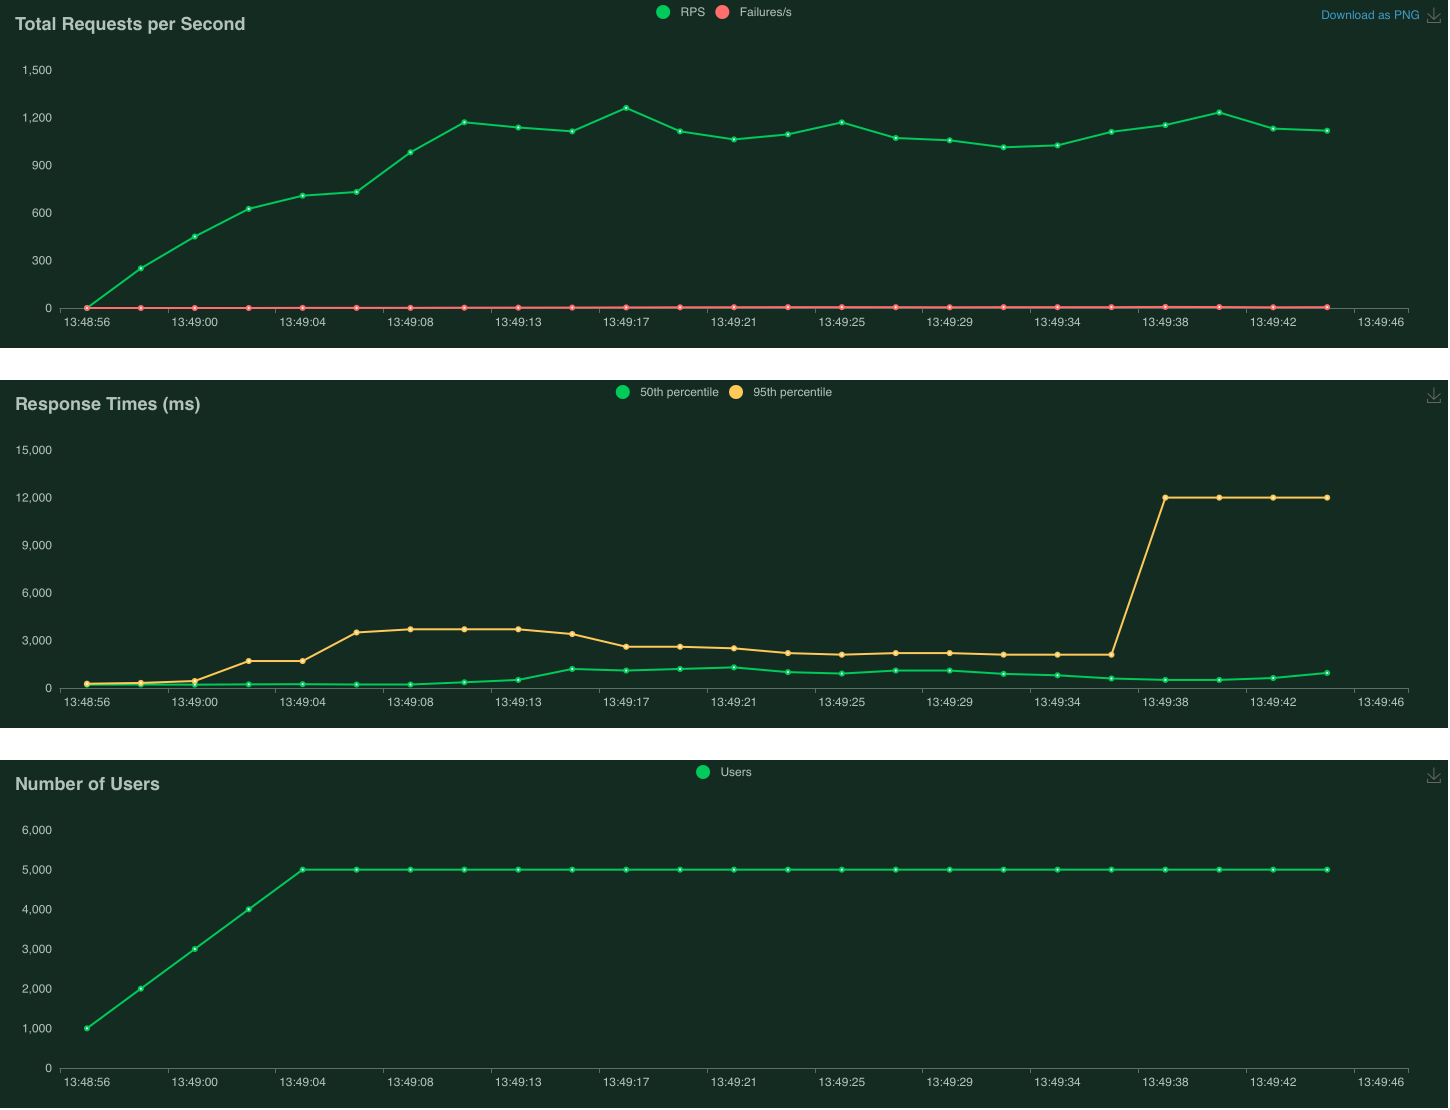 Total Requests per Second
RPS Failures/s
Download as PNG
1,500
1,200
900
600
300
0
13:48:56 13:49:00 13:49:04 13:49:08 13:49:13 13:49:17 13:49:21 13:49:25 13:49:29 13:49:34 13:49:38 13:49:42 13:49:46
Response Times (ms)
50th percentile 95th percentile
15,000
12,000
9,000
6,000
3,000
0
13:48:56 13:49:00 13:49:04 13:49:08 13:49:13 13:49:17 13:49:21 13:49:25 13:49:29 13:49:34 13:49:38 13:49:42 13:49:46
Number of Users
Users
6,000
5,000
4,000
3,000
2,000
1,000
0
13:48:56 13:49:00 13:49:04 13:49:08 13:49:13 13:49:17 13:49:21 13:49:25 13:49:29 13:49:34 13:49:38 13:49:42 13:49:46